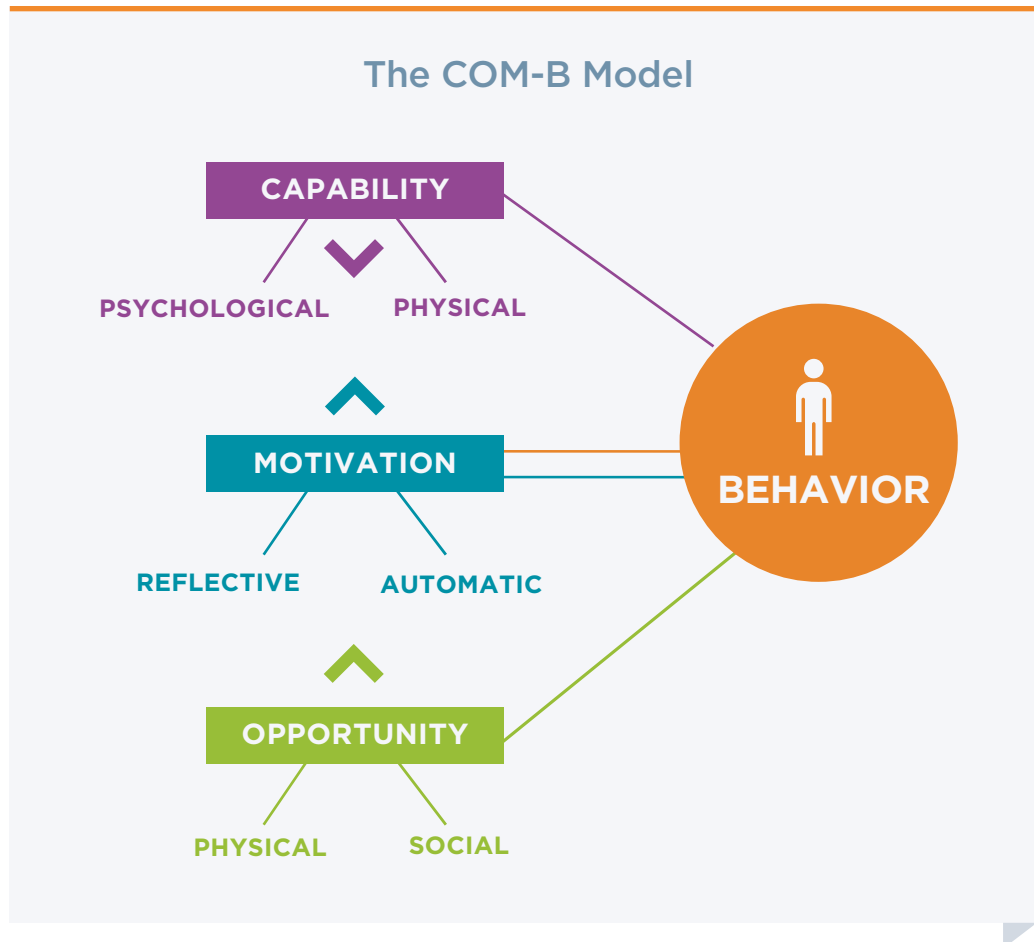 The COM-B Model
CAPABILITY
PSYCHOLOGICAL PHYSICAL
MOTIVATION
BEHAVIOR
REFLECTIVE AUTOMATIC
OPPORTUNITY
PHYSICAL SOCIAL